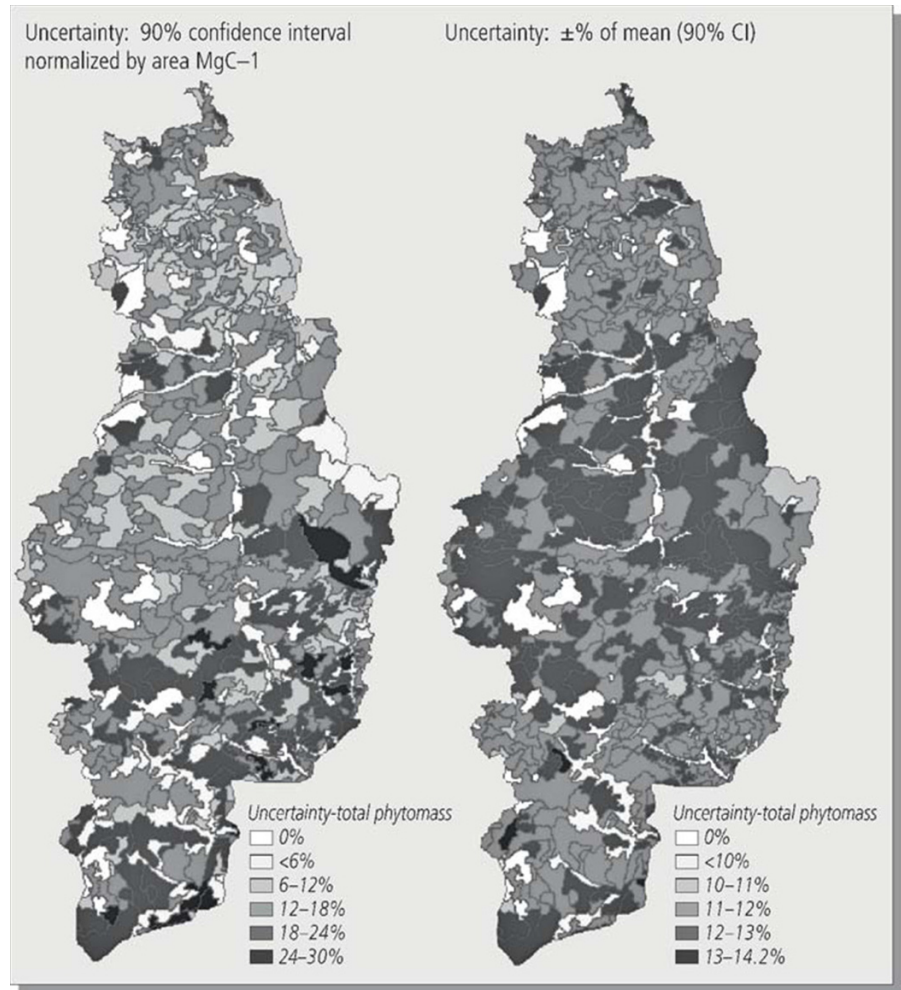 Uncertainty: 90% confidence interval
normalized by area MgC–1
Uncertainty: ±% of mean (90% CI)
Uncertainty-total phytomass
0%
<6%
6–12%
12–18%
18–24%
24–30%
Uncertainty-total phytomass
0%
<10%
10–11%
11–12%
12–13%
13–14.2%